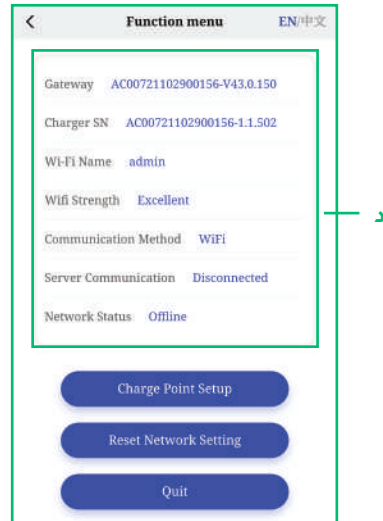 Function menu EN/中文
Gateway AC00721102900156-V43.0.150
Charger SN AC00721102900156-1.1.502
Wi-Fi Name admin
Wifi Strength Excellent
Communication Method WiFi
Server Communication Disconnected
Network Status Offline
د
Charge Point Setup
Reset Network Setting
Quit